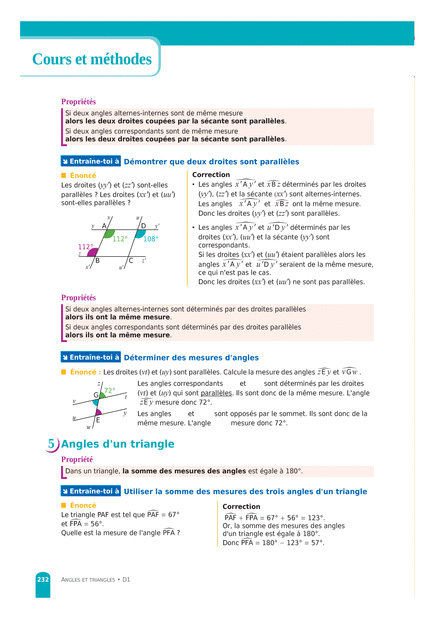 Cours et méthodes
Propriétés
Si deux angles alternes-internes sont de même mesure
alors les deux droites coupées par la sécante sont parallèles.
Si deux angles correspondants sont de même mesure
alors les deux droites coupées par la sécante sont parallèles.
Entraîne-toi à Démontrer que deux droites sont parallèles
Énoncé
Les droites (yy') et (zz') sont-elles
parallèles ? Les droites (xx') et (uu')
sont-elles parallèles ?
x u
y A D y'
112° 108°
112°
z B C z'
x' u'
Correction
• Les angles x'Ay' et xBz déterminés par les droites
(yy'), (zz') et la sécante (xx') sont alternes-internes.
Les angles x'Ay' et xBz ont la même mesure.
Donc les droites (yy') et (zz') sont parallèles.
• Les angles x'Ay' et u'Dy' déterminés par les
droites (xx'), (uu') et la sécante (yy') sont
correspondants.
Si les droites (xx') et (uu') étaient parallèles alors les
angles x'Ay' et u'Dy' seraient de la même mesure,
ce qui n'est pas le cas.
Donc les droites (xx') et (uu') ne sont pas parallèles.
Propriétés
Si deux angles alternes-internes sont déterminés par des droites parallèles
alors ils ont la même mesure.
Si deux angles correspondants sont déterminés par des droites parallèles
alors ils ont la même mesure.
Entraîne-toi à Déterminer des mesures d'angles
Énoncé : Les droites (vt) et (uy) sont parallèles. Calcule la mesure des angles zEy et vGw .
z
G 72°
v t
u E y
w
Les angles correspondants et sont déterminés par les droites
(vt) et (uy) qui sont parallèles. Ils sont donc de la même mesure. L'angle
zEy mesure donc 72°.
Les angles et sont opposés par le sommet. Ils sont donc de la
même mesure. L'angle mesure donc 72°.
5 Angles d'un triangle
Propriété
Dans un triangle, la somme des mesures des angles est égale à 180°.
Entraîne-toi à Utiliser la somme des mesures des trois angles d'un triangle
Énoncé
Le triangle PAF est tel que PAF = 67°
et FPA = 56°.
Quelle est la mesure de l'angle PFA ?
Correction
PAF + FPA = 67° + 56° = 123°.
Or, la somme des mesures des angles
d'un triangle est égale à 180°.
Donc PFA = 180° − 123° = 57°.
232 ANGLES ET TRIANGLES • D1